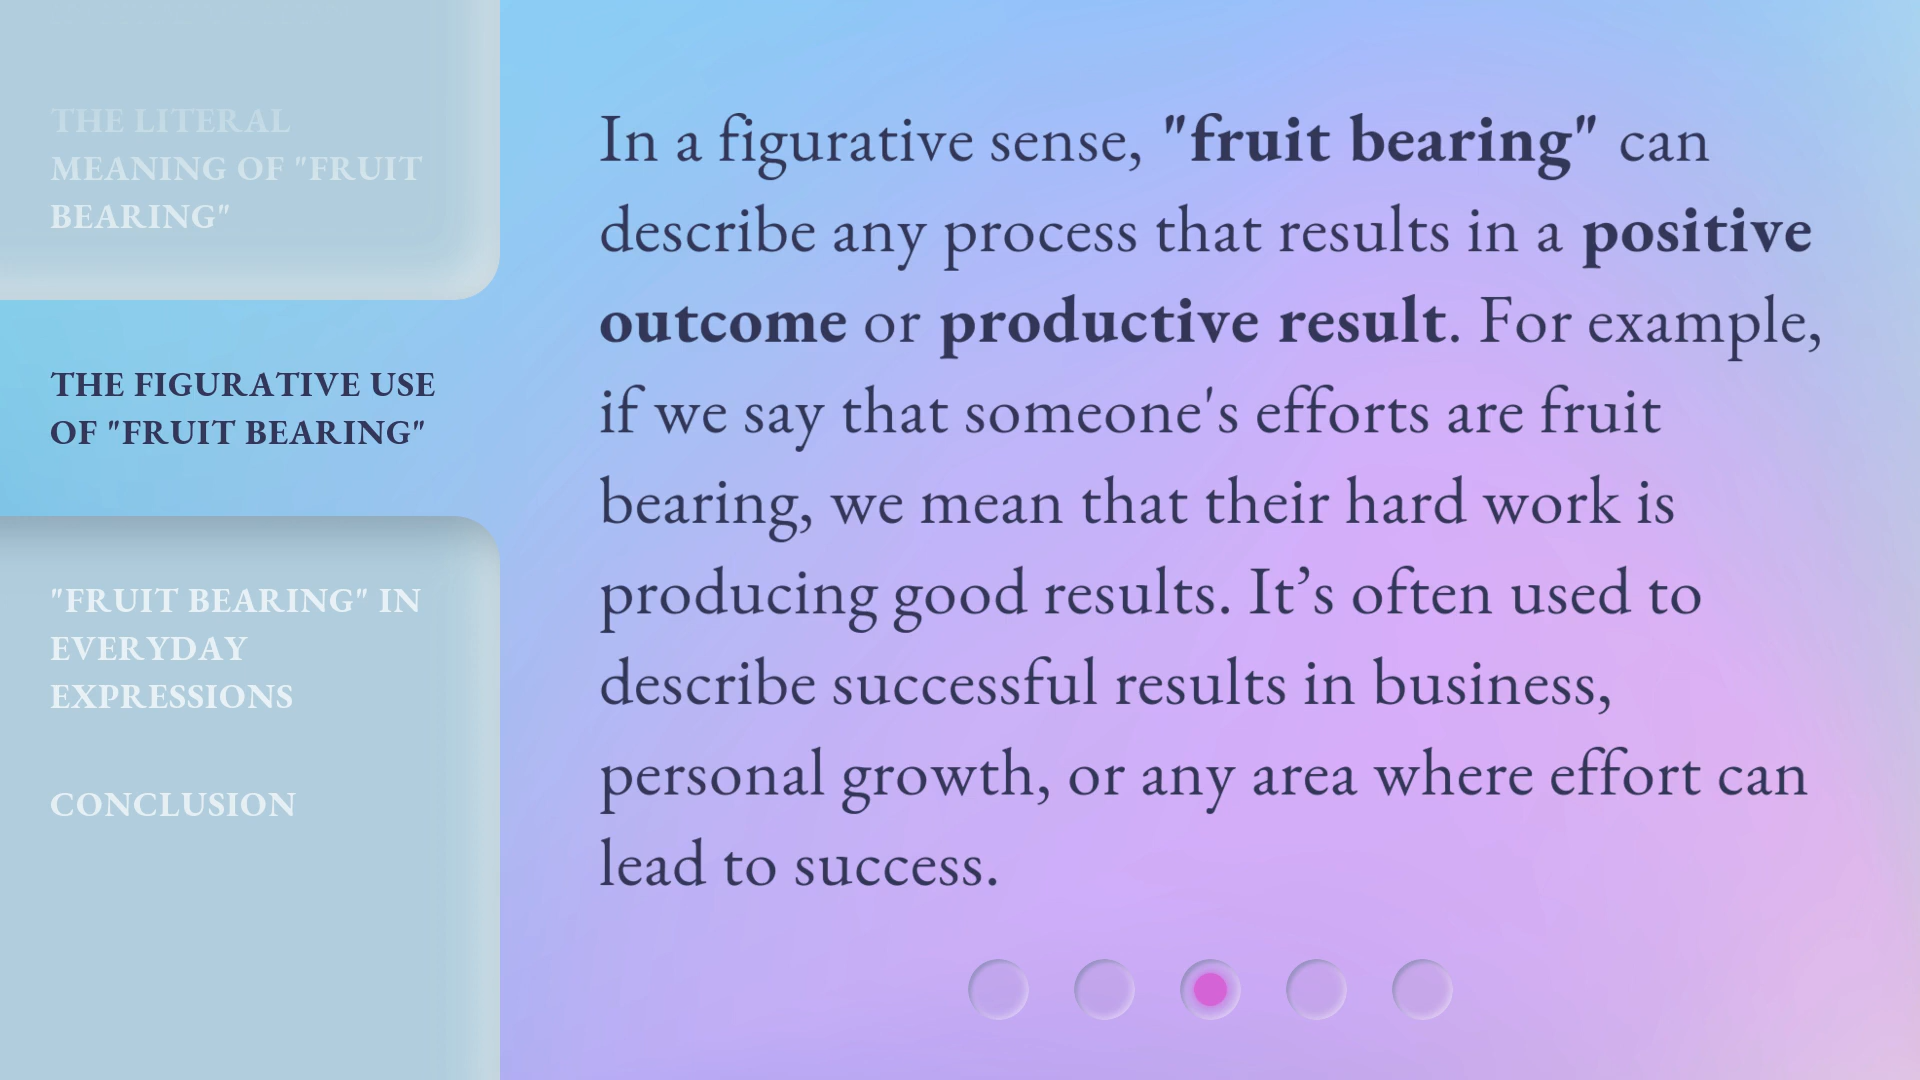 THE LITERAL
MEANING OF "FRUIT
BEARING"
THE FIGURATIVE USE
OF "FRUIT BEARING"
"FRUIT BEARING" IN
EVERYDAY
EXPRESSIONS
CONCLUSION
In a figurative sense, "fruit bearing" can
describe any process that results in a positive
outcome or productive result. For example,
if we say that someone's efforts are fruit
bearing, we mean that their hard work is
producing good results. It’s often used to
describe successful results in business,
personal growth, or any area where effort can
lead to success.